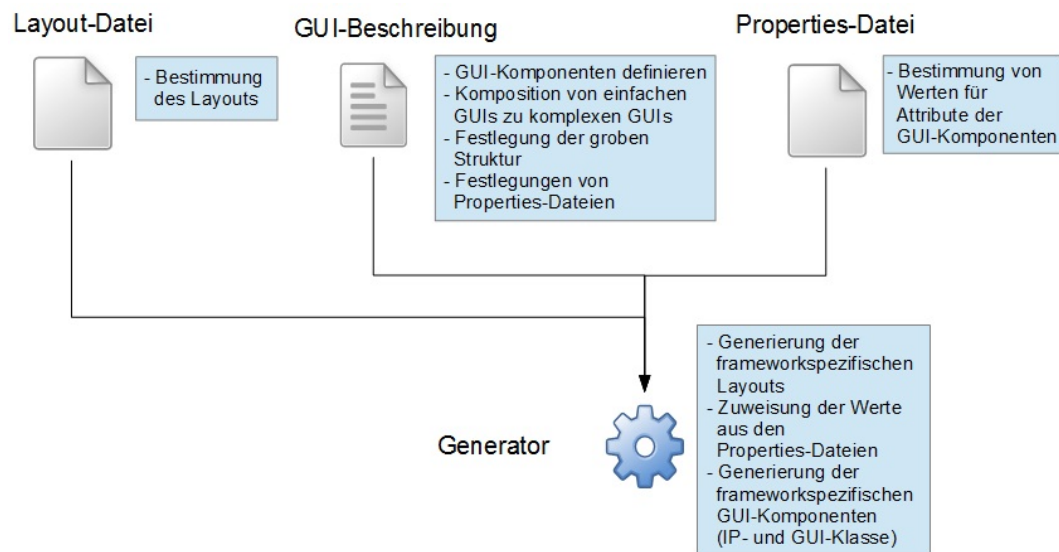 Layout-Datei
- Bestimmung
des Layouts
GUI-Beschreibung
- GUI-Komponenten definieren
- Komposition von einfachen
GUIs zu komplexen GUIs
- Festlegung der groben
Struktur
- Festlegungen von
Properties-Dateien
Properties-Datei
- Bestimmung von
Werten für
Attribute der
GUI-Komponenten
Generator
- Generierung der
frameworkspezifischen
Layouts
- Zuweisung der Werte
aus den
Properties-Dateien
- Generierung der
frameworkspezifischen
GUI-Komponenten
(IP- und GUI-Klasse)